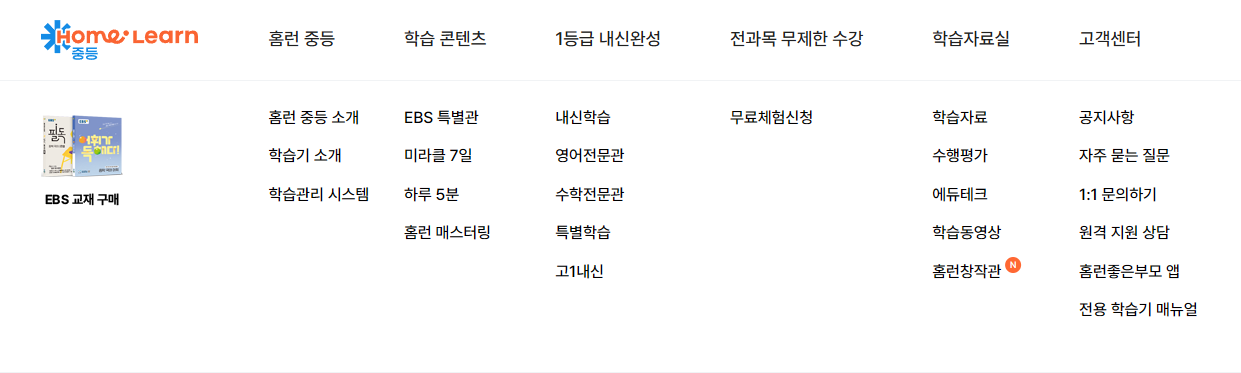 Home Learn
중등
홈런 중등
학습 콘텐츠
1등급 내신완성
전과목 무제한 수강
학습자료실
고객센터
필독
어휘가
득하다!
EBS 교재 구매
홈런 중등 소개
학습기 소개
학습관리 시스템
EBS 특별관
미라클 7일
하루 5분
홈런 매스터링
내신학습
영어전문관
수학전문관
특별학습
고1내신
무료체험신청
학습자료
수행평가
에듀테크
학습동영상
홈런창작관 N
공지사항
자주 묻는 질문
1:1 문의하기
원격 지원 상담
홈런좋은부모 앱
전용 학습기 매뉴얼